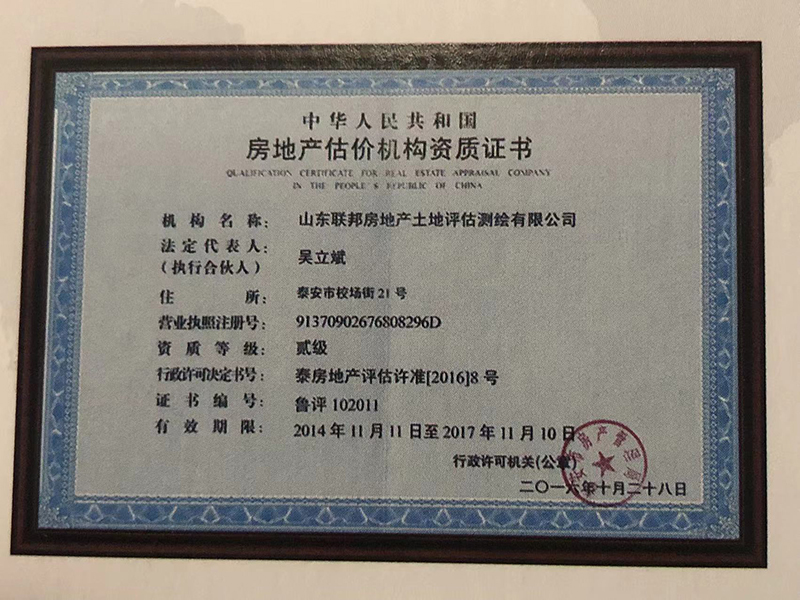 中华人民共和国
房地产估价机构资质证书
QUALIFICATION CERTIFICATE FOR REAL ESTATE APPRAISAL COMPANY
IN THE PEOPLE'S REPUBLIC OF CHINA
机构名称：山东联邦房地产土地评估测绘有限公司
法定代表人：
（执行合伙人）吴立斌
住所：泰安市校场街21号
营业执照注册号：91370902676808296D
资质等级：贰级
行政许可决定书号：泰房地产评估许准[2016]8号
证书编号：鲁评 102011
有效期限：2014年11月11日至2017年11月10日
行政许可机关(公章)
二〇一六年十月二十八日